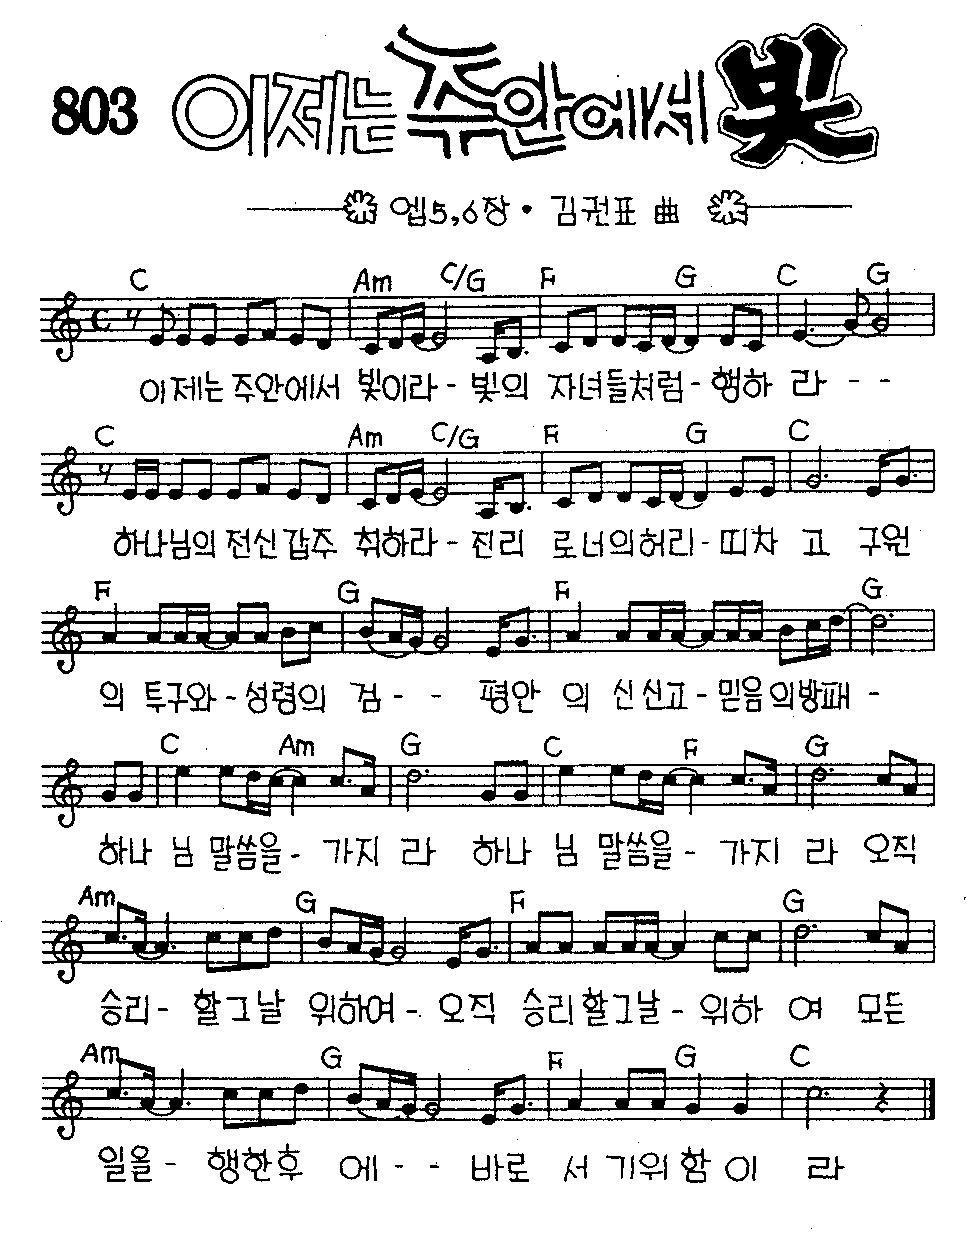 803 이제는 주안에서 빛
엡5,6장 · 김권표 曲
C Am C/G F G C G
이제는 주안에서 빛이라- 빛의 자녀들처럼- 행하 라 - -
C Am C/G F G C
하나님의 전신갑주 취하라- 진리 로너의허리- 띠차 고 구원
F G F G
의 투구와- 성령의 검- - 평안 의 신신고- 믿음의방패-
C Am G C F G
하나 님 말씀을- 가지 라 하나 님 말씀을- 가지 라 오직
Am G F G
승리- 할그날 위하여- 오직 승리할그날- 위하 여 모든
Am G F G C
일을- 행한후 에- - 바로 서 기위함 이 라